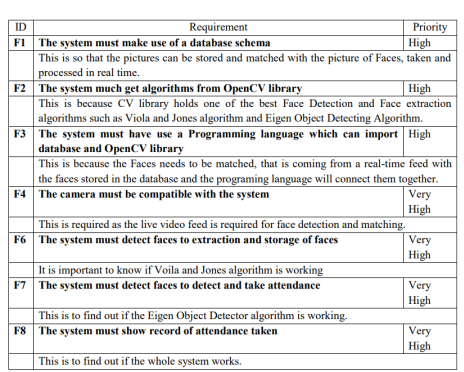 ID Requirement Priority
F1 The system must make use of a database schema High
This is so that the pictures can be stored and matched with the picture of Faces, taken and
processed in real time.
F2 The system much get algorithms from OpenCV library High
This is because CV library holds one of the best Face Detection and Face extraction
algorithms such as Viola and Jones algorithm and Eigen Object Detecting Algorithm.
F3 The system must have use a Programming language which can import High
database and OpenCV library
This is because the Faces needs to be matched, that is coming from a real-time feed with
the faces stored in the database and the programing language will connect them together.
F4 The camera must be compatible with the system Very
High
This is required as the live video feed is required for face detection and matching.
F6 The system must detect faces to extraction and storage of faces Very
High
It is important to know if Voila and Jones algorithm is working
F7 The system must detect faces to detect and take attendance Very
High
This is to find out if the Eigen Object Detector algorithm is working.
F8 The system must show record of attendance taken Very
High
This is to find out if the whole system works.